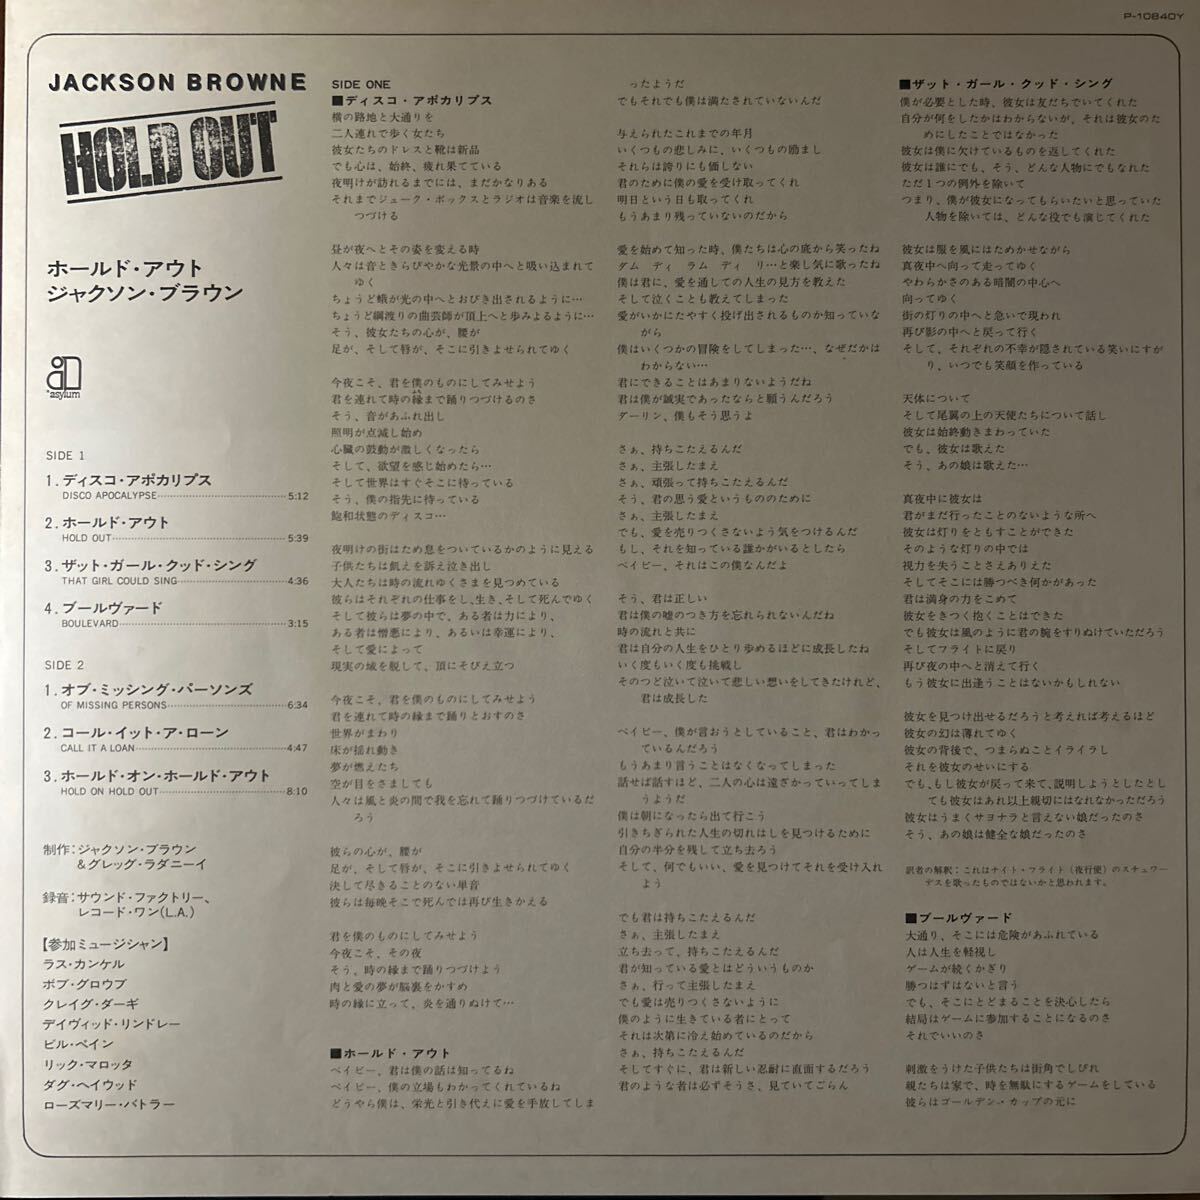 P-10840Y
JACKSON BROWNE
HOLD OUT
ホールド・アウト
ジャクソン・ブラウン
asylum
SIDE 1
1. ディスコ・アポカリプス
DISCO APOCALYPSE 5:12
2. ホールド・アウト
HOLD OUT 5:39
3. ザット・ガール・クッド・シング
THAT GIRL COULD SING 4:36
4. ブールヴァード
BOULEVARD 3:15
SIDE 2
1. オブ・ミッシング・パーソンズ
OF MISSING PERSONS 6:34
2. コール・イット・ア・ローン
CALL IT A LOAN 4:47
3. ホールド・オン・ホールド・アウト
HOLD ON HOLD OUT 8:10
制作：ジャクソン・ブラウン
＆グレッグ・ラダニーイ
録音：サウンド・ファクトリー、
レコード・ワン(L.A.)
【参加ミュージシャン】
ラス・カンケル
ボブ・グロウブ
クレイグ・ダーギ
デイヴィッド・リンドレー
ビル・ペイン
リック・マロッタ
ダグ・ヘイウッド
ローズマリー・バトラー
SIDE ONE
■ディスコ・アポカリプス
横の路地と大通りを
二人連れで歩く女たち
彼女たちのドレスと靴は新品
でも心は、始終、疲れ果てている
夜明けが訪れるまでには、まだかなりある
それまでジューク・ボックスとラジオは音楽を流し
つづける
昼が夜へとその姿を変える時
人々は音ときらびやかな光景の中へと吸い込まれて
ゆく
ちょうど蛾が光の中へとおびき出されるように…
ちょうど綱渡りの曲芸師が頂上へと歩みよるように…
そう、彼女たちの心が、腰が
足が、そして唇が、そこに引きよせられてゆく
今夜こそ、君を僕のものにしてみせよう
君を連れて時の縁まで踊りつづけるのさ
そう、音があふれ出し
照明が点滅し始め
心臓の鼓動が激しくなったら
そして、欲望を感じ始めたら…
そして世界はすぐそこに待っている
そう、僕の指先に待っている
飽和状態のディスコ…
夜明けの街はため息をついているかのように見える
子供たちは飢えを訴え泣き出し
大人たちは時の流れゆくさまを見つめている
彼らはそれぞれの仕事をし、生き、そして死んでゆく
そして彼らは夢の中で、ある者は力により、
ある者は憎悪により、あるいは幸運により、
そして愛によって
現実の域を脱して、頂にそびえ立つ
今夜こそ、君を僕のものにしてみせよう
君を連れて時の縁まで踊りとおすのさ
世界がまわり
床が揺れ動き
夢が燃えたち
空が目をさましても
人々は風と炎の間で我を忘れて踊りつづけているだ
ろう
彼らの心が、腰が
足が、そして唇が、そこに引きよせられてゆく
決して尽きることのない単音
彼らは毎晩そこで死んでは再び生きかえる
君を僕のものにしてみせよう
今夜こそ、その夜
そう、時の縁まで踊りつづけよう
肉と愛の夢が脳裏をかすめ
時の縁に立って、炎を通りぬけて…
■ホールド・アウト
ベイビー、君は僕の話は知ってるね
ベイビー、僕の立場もわかってくれているね
どうやら僕は、栄光と引き代えに愛を手放してしま
ったようだ
でもそれでも僕は満たされていないんだ
与えられたこれまでの年月
いくつもの悲しみに、いくつもの励まし
それらは誇りにも価しない
君のために僕の愛を受け取ってくれ
明日という日も取ってくれ
もうあまり残っていないのだから
愛を始めて知った時、僕たちは心の底から笑ったね
ダム ディ ラム ディ リ…と楽し気に歌ったね
僕は君に、愛を通しての人生の見方を教えた
そして泣くことも教えてしまった
愛がいかにたやすく投げ出されるものか知っていな
がら
僕はいくつかの冒険をしてしまった…、なぜだかは
わからない…
君にできることはあまりないようだね
君は僕が誠実であったならと願うんだろう
ダーリン、僕もそう思うよ
さぁ、持ちこたえるんだ
さぁ、主張したまえ
さぁ、頑張って持ちこたえるんだ
そう、君の思う愛というもののために
さぁ、主張したまえ
でも、愛を売りつくさないよう気をつけるんだ
もし、それを知っている誰かがいるとしたら
ベイビー、それはこの僕なんだよ
そう、君は正しい
君は僕の嘘のつき方を忘れられないんだね
時の流れと共に
君は自分の人生をひとり歩めるほどに成長したね
いく度もいく度も挑戦し
そのつど泣いて泣いて悲しい想いをしてきたけれど、
君は成長した
ベイビー、僕が言おうとしていること、君はわかっ
ているんだろう
もうあまり言うことはなくなってしまった
話せば話すほど、二人の心は遠ざかっていってしま
うようだ
僕は朝になったら出て行こう
引きちぎられた人生の切れはしを見つけるために
自分の半分を残して立ち去ろう
そして、何でもいい、愛を見つけてそれを受け入れ
よう
でも君は持ちこたえるんだ
さぁ、主張したまえ
立ち去って、持ちこたえるんだ
君が知っている愛とはどういうものか
さぁ、行って主張したまえ
でも愛は売りつくさないように
僕のように生きている者にとって
それは次第に冷え始めているのだから
さぁ、持ちこたえるんだ
そしてすぐに、君は新しい忍耐に直面するだろう
君のような者は必ずそうさ、見ていてごらん
■ザット・ガール・クッド・シング
僕が必要とした時、彼女は友だちでいてくれた
自分が何をしたかはわからないが、それは彼女のた
めにしたことではなかった
彼女は僕に欠けているものを返してくれた
彼女は誰にでも、そう、どんな人物にでもなれた
ただ1つの例外を除いて
つまり、僕が彼女になってもらいたいと思っていた
人物を除いては、どんな役でも演じてくれた
彼女は服を風にはためかせながら
真夜中へ向って走ってゆく
やわらかさのある暗闇の中心へ
向ってゆく
街の灯りの中へと急いで現われ
再び影の中へと戻って行く
そして、それぞれの不幸が隠されている笑いにすが
り、いつでも笑顔を作っている
天体について
そして尾翼の上の天使たちについて話し
彼女は始終動きまわっていた
でも、彼女は歌えた
そう、あの娘は歌えた…
真夜中に彼女は
君がまだ行ったことのないような所へ
彼女は灯りをともすことができた
そのような灯りの中では
視力を失うことさえありえた
そしてそこには勝つべき何かがあった
君は満身の力をこめて
彼女をきつく抱くことはできた
でも彼女は風のように君の腕をすりぬけていただろう
そしてフライトに戻り
再び夜の中へと消えて行く
もう彼女に出逢うことはないかもしれない
彼女を見つけ出せるだろうと考えれば考えるほど
彼女の幻は薄れてゆく
彼女の背後で、つまらぬことイライラし
それを彼女のせいにする
でも、もし彼女が戻って来て、説明しようとしたとし
ても彼女はあれ以上親切にはなれなかっただろう
彼女はうまくサヨナラと言えない娘だったのさ
そう、あの娘は健全な娘だったのさ
訳者の解釈：これはナイト・フライト（夜行便）のスチュワー
デスを歌ったものではないかと思われます。
■ブールヴァード
大通り、そこには危険があふれている
人は人生を軽視し
ゲームが続くかぎり
勝つはずはないと言う
でも、そこにとどまることを決心したら
結局はゲームに参加することになるのさ
それでいいのさ
刺激をうけた子供たちは街角でしびれ
親たちは家で、時を無駄にするゲームをしている
彼らはゴールデン・カップの元に